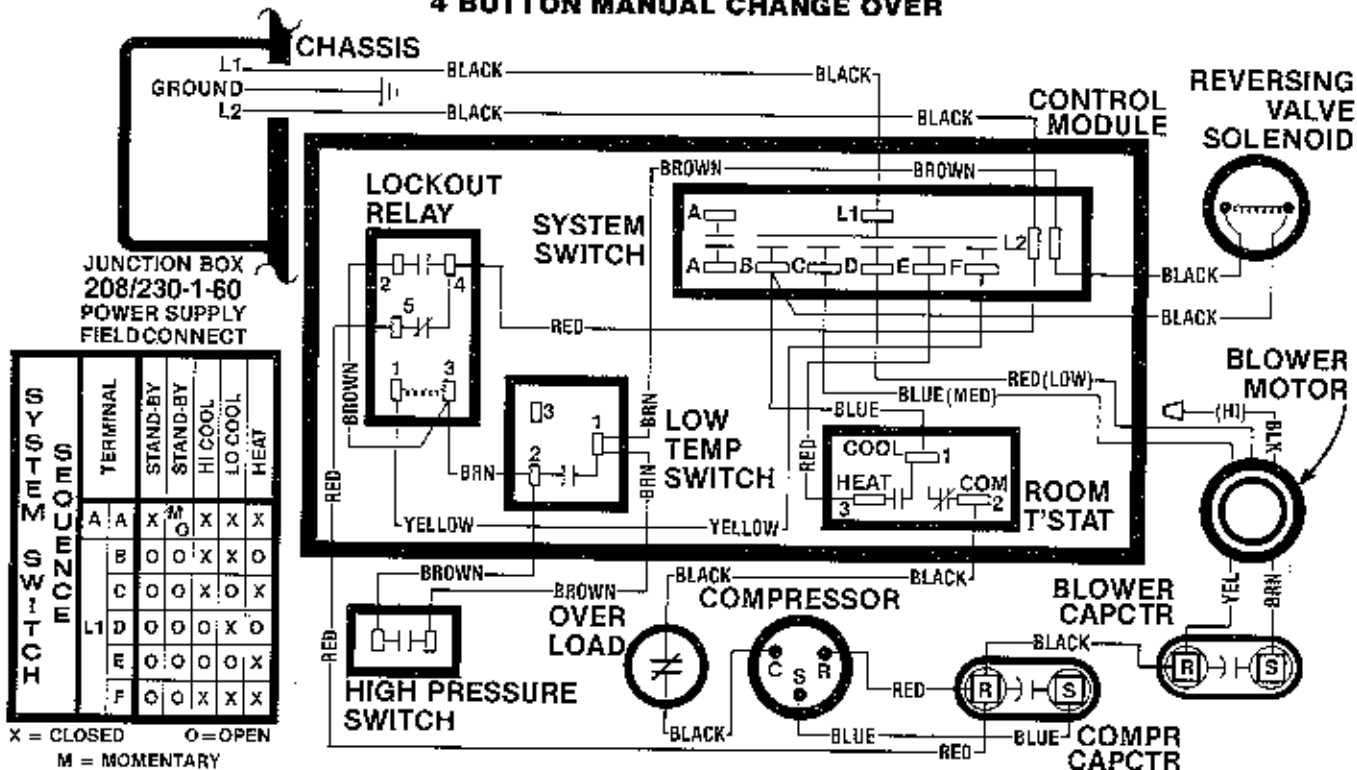 4 BUTTON MANUAL CHANGE OVER
CHASSIS
L1
BLACK
BLACK
GROUND
L2
BLACK
BLACK
CONTROL
MODULE
REVERSING
VALVE
SOLENOID
BROWN
BROWN
LOCKOUT
RELAY
SYSTEM
SWITCH
A
L1
L2
A
B
C
D
E
F
2
4
5
1
3
BLACK
BLACK
JUNCTION BOX
208/230-1-60
POWER SUPPLY
FIELD CONNECT
RED
BROWN
RED
3
1
2
LOW
TEMP
SWITCH
BRN
BRN
BRN
YELLOW
YELLOW
RED (LOW)
BLUE (MED)
BLUE
RED
(HI)
BLK
BLOWER
MOTOR
COOL
1
HEAT
3
COM
2
ROOM
T'STAT
BROWN
BROWN
BLACK
BLACK
RED
HIGH PRESSURE
SWITCH
OVER
LOAD
COMPRESSOR
C
S
R
BLACK
BLUE
RED
RED
BLUE
BLOWER
CAPCTR
YEL
BRN
BLACK
R
S
R
S
COMPR
CAPCTR
SYSTEM SWITCH
SEQUENCE
TERMNAL
STAND-BY
STAND-BY
HI COOL
LO COOL
HEAT
A A X M O X X X
B O O X X O
C O O X O X
L1 D O O O X O
E O O O O X
F O O X X X
X = CLOSED O = OPEN
M = MOMENTARY